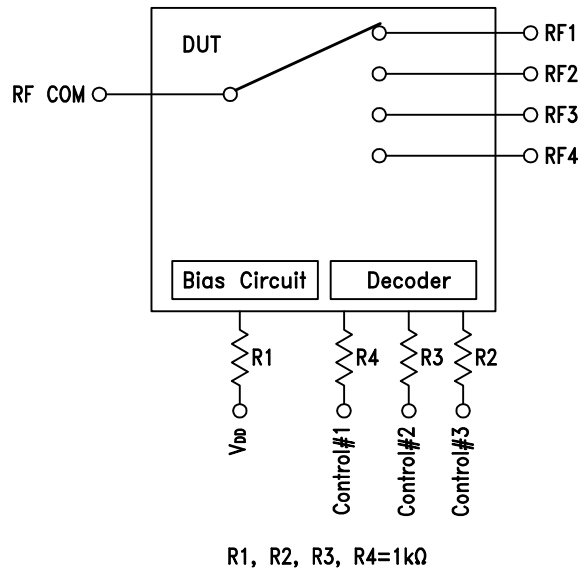 DUT
RF COM
RF1
RF2
RF3
RF4
Bias Circuit
Decoder
R1
R4
R3
R2
VDD
Control#1
Control#2
Control#3
R1, R2, R3, R4=1kΩ